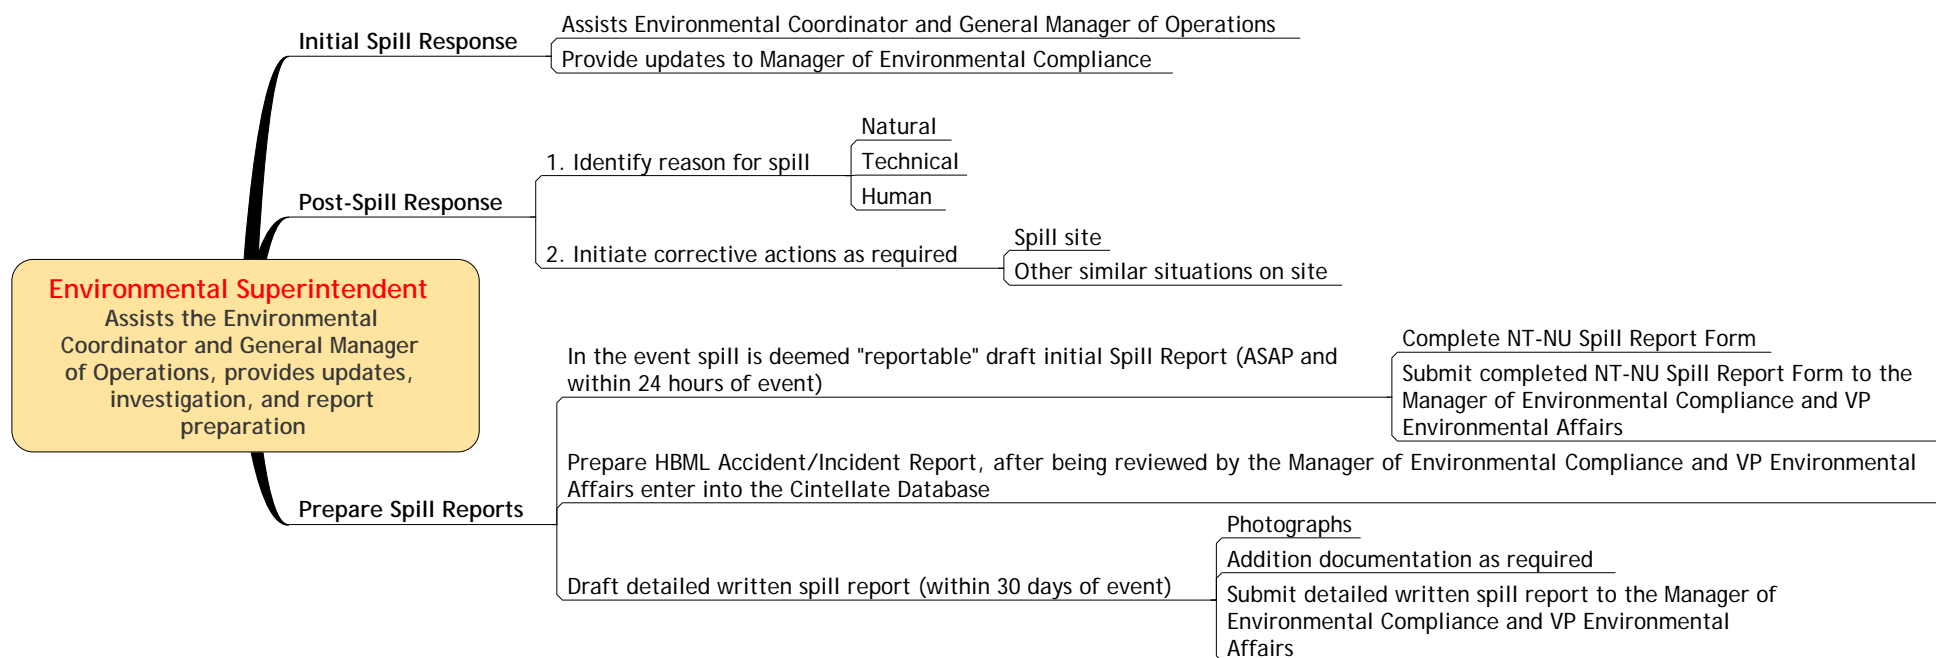 Assists Environmental Coordinator and General Manager of Operations
Initial Spill Response
Provide updates to Manager of Environmental Compliance
Natural
1. Identify reason for spill
Technical
Human
Post-Spill Response
Spill site
2. Initiate corrective actions as required
Other similar situations on site
Environmental Superintendent
Assists the Environmental
Coordinator and General Manager
of Operations, provides updates,
investigation, and report
preparation
Complete NT-NU Spill Report Form
In the event spill is deemed "reportable" draft initial Spill Report (ASAP and
within 24 hours of event)
Submit completed NT-NU Spill Report Form to the
Manager of Environmental Compliance and VP
Environmental Affairs
Prepare HBML Accident/Incident Report, after being reviewed by the Manager of Environmental Compliance and VP Environmental
Affairs enter into the Cintellate Database
Prepare Spill Reports
Photographs
Addition documentation as required
Draft detailed written spill report (within 30 days of event)
Submit detailed written spill report to the Manager of
Environmental Compliance and VP Environmental
Affairs